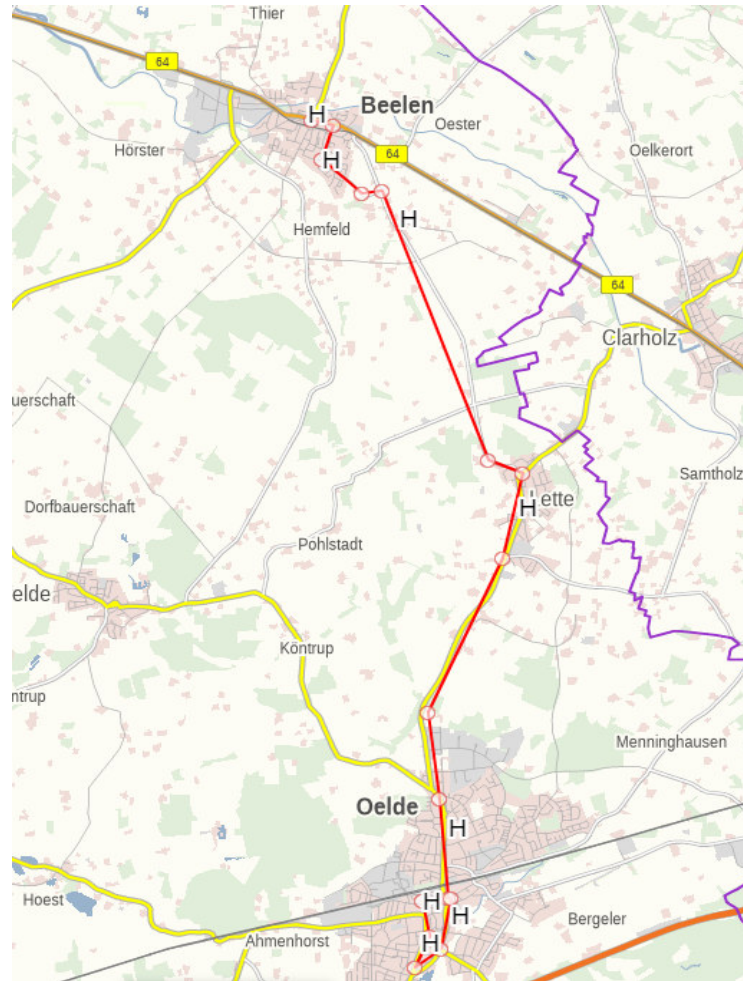 Thier
64
Beelen
H
Oester
Hörster
H
64
Oelkerort
Hemfeld
H
64
Clarholz
uerschaft
Samtholz
ette
H
Dorfbauerschaft
Pohlstadt
elde
Köntrup
ntrup
Menninghausen
Oelde
H
Hoest
H
H
Bergeler
Ahmenhorst
H